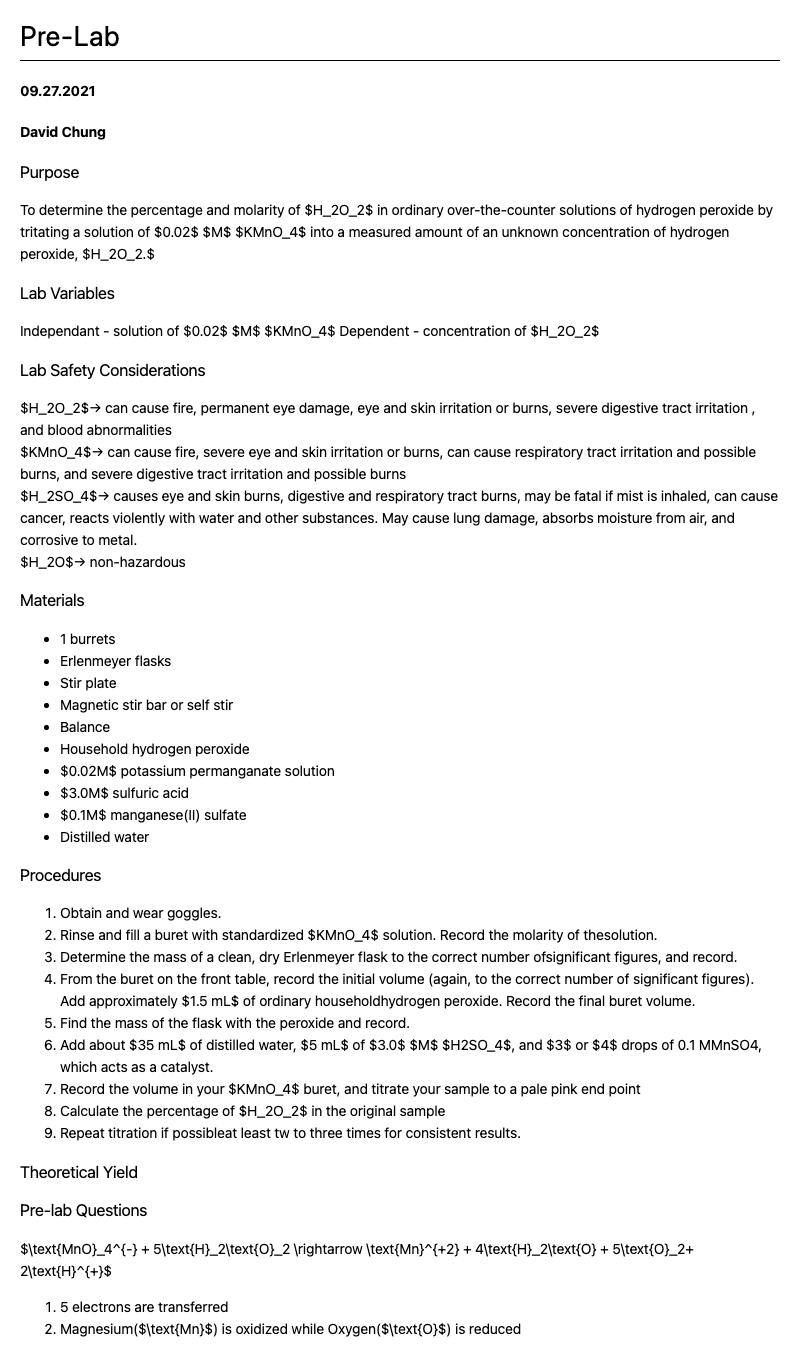 Pre-Lab
09.27.2021
David Chung
Purpose
To determine the percentage and molarity of $H_2O_2$ in ordinary over-the-counter solutions of hydrogen peroxide by
tritating a solution of $0.02$ $M$ $KMnO_4$ into a measured amount of an unknown concentration of hydrogen
peroxide, $H_2O_2.$
Lab Variables
Independant - solution of $0.02$ $M$ $KMnO_4$ Dependent - concentration of $H_2O_2$
Lab Safety Considerations
$H_2O_2$→ can cause fire, permanent eye damage, eye and skin irritation or burns, severe digestive tract irritation ,
and blood abnormalities
$KMnO_4$→ can cause fire, severe eye and skin irritation or burns, can cause respiratory tract irritation and possible
burns, and severe digestive tract irritation and possible burns
$H_2SO_4$→ causes eye and skin burns, digestive and respiratory tract burns, may be fatal if mist is inhaled, can cause
cancer, reacts violently with water and other substances. May cause lung damage, absorbs moisture from air, and
corrosive to metal.
$H_2O$→ non-hazardous
Materials
• 1 burrets
• Erlenmeyer flasks
• Stir plate
• Magnetic stir bar or self stir
• Balance
• Household hydrogen peroxide
• $0.02M$ potassium permanganate solution
• $3.0M$ sulfuric acid
• $0.1M$ manganese(II) sulfate
• Distilled water
Procedures
1. Obtain and wear goggles.
2. Rinse and fill a buret with standardized $KMnO_4$ solution. Record the molarity of thesolution.
3. Determine the mass of a clean, dry Erlenmeyer flask to the correct number ofsignificant figures, and record.
4. From the buret on the front table, record the initial volume (again, to the correct number of significant figures).
Add approximately $1.5 mL$ of ordinary householdhydrogen peroxide. Record the final buret volume.
5. Find the mass of the flask with the peroxide and record.
6. Add about $35 mL$ of distilled water, $5 mL$ of $3.0$ $M$ $H2SO_4$, and $3$ or $4$ drops of 0.1 MMnSO4,
which acts as a catalyst.
7. Record the volume in your $KMnO_4$ buret, and titrate your sample to a pale pink end point
8. Calculate the percentage of $H_2O_2$ in the original sample
9. Repeat titration if possibleat least tw to three times for consistent results.
Theoretical Yield
Pre-lab Questions
$\text{MnO}_4^{-} + 5\text{H}_2\text{O}_2 \rightarrow \text{Mn}^{+2} + 4\text{H}_2\text{O} + 5\text{O}_2+
2\text{H}^{+}$
1. 5 electrons are transferred
2. Magnesium($\text{Mn}$) is oxidized while Oxygen($\text{O}$) is reduced